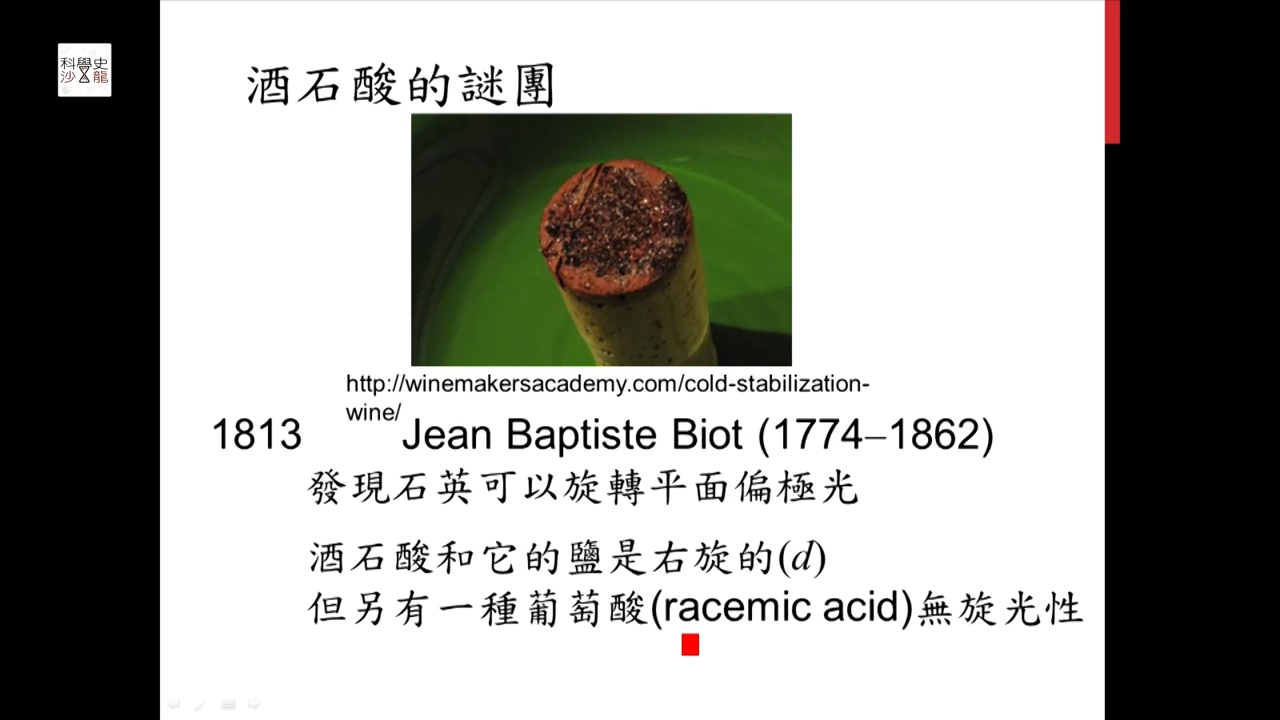 科學史
沙龍
酒石酸的謎團
http://winemakersacademy.com/cold-stabilization-
wine/
1813 Jean Baptiste Biot (1774–1862)
發現石英可以旋轉平面偏極光
酒石酸和它的鹽是右旋的(d)
但另有一種葡萄酸(racemic acid)無旋光性